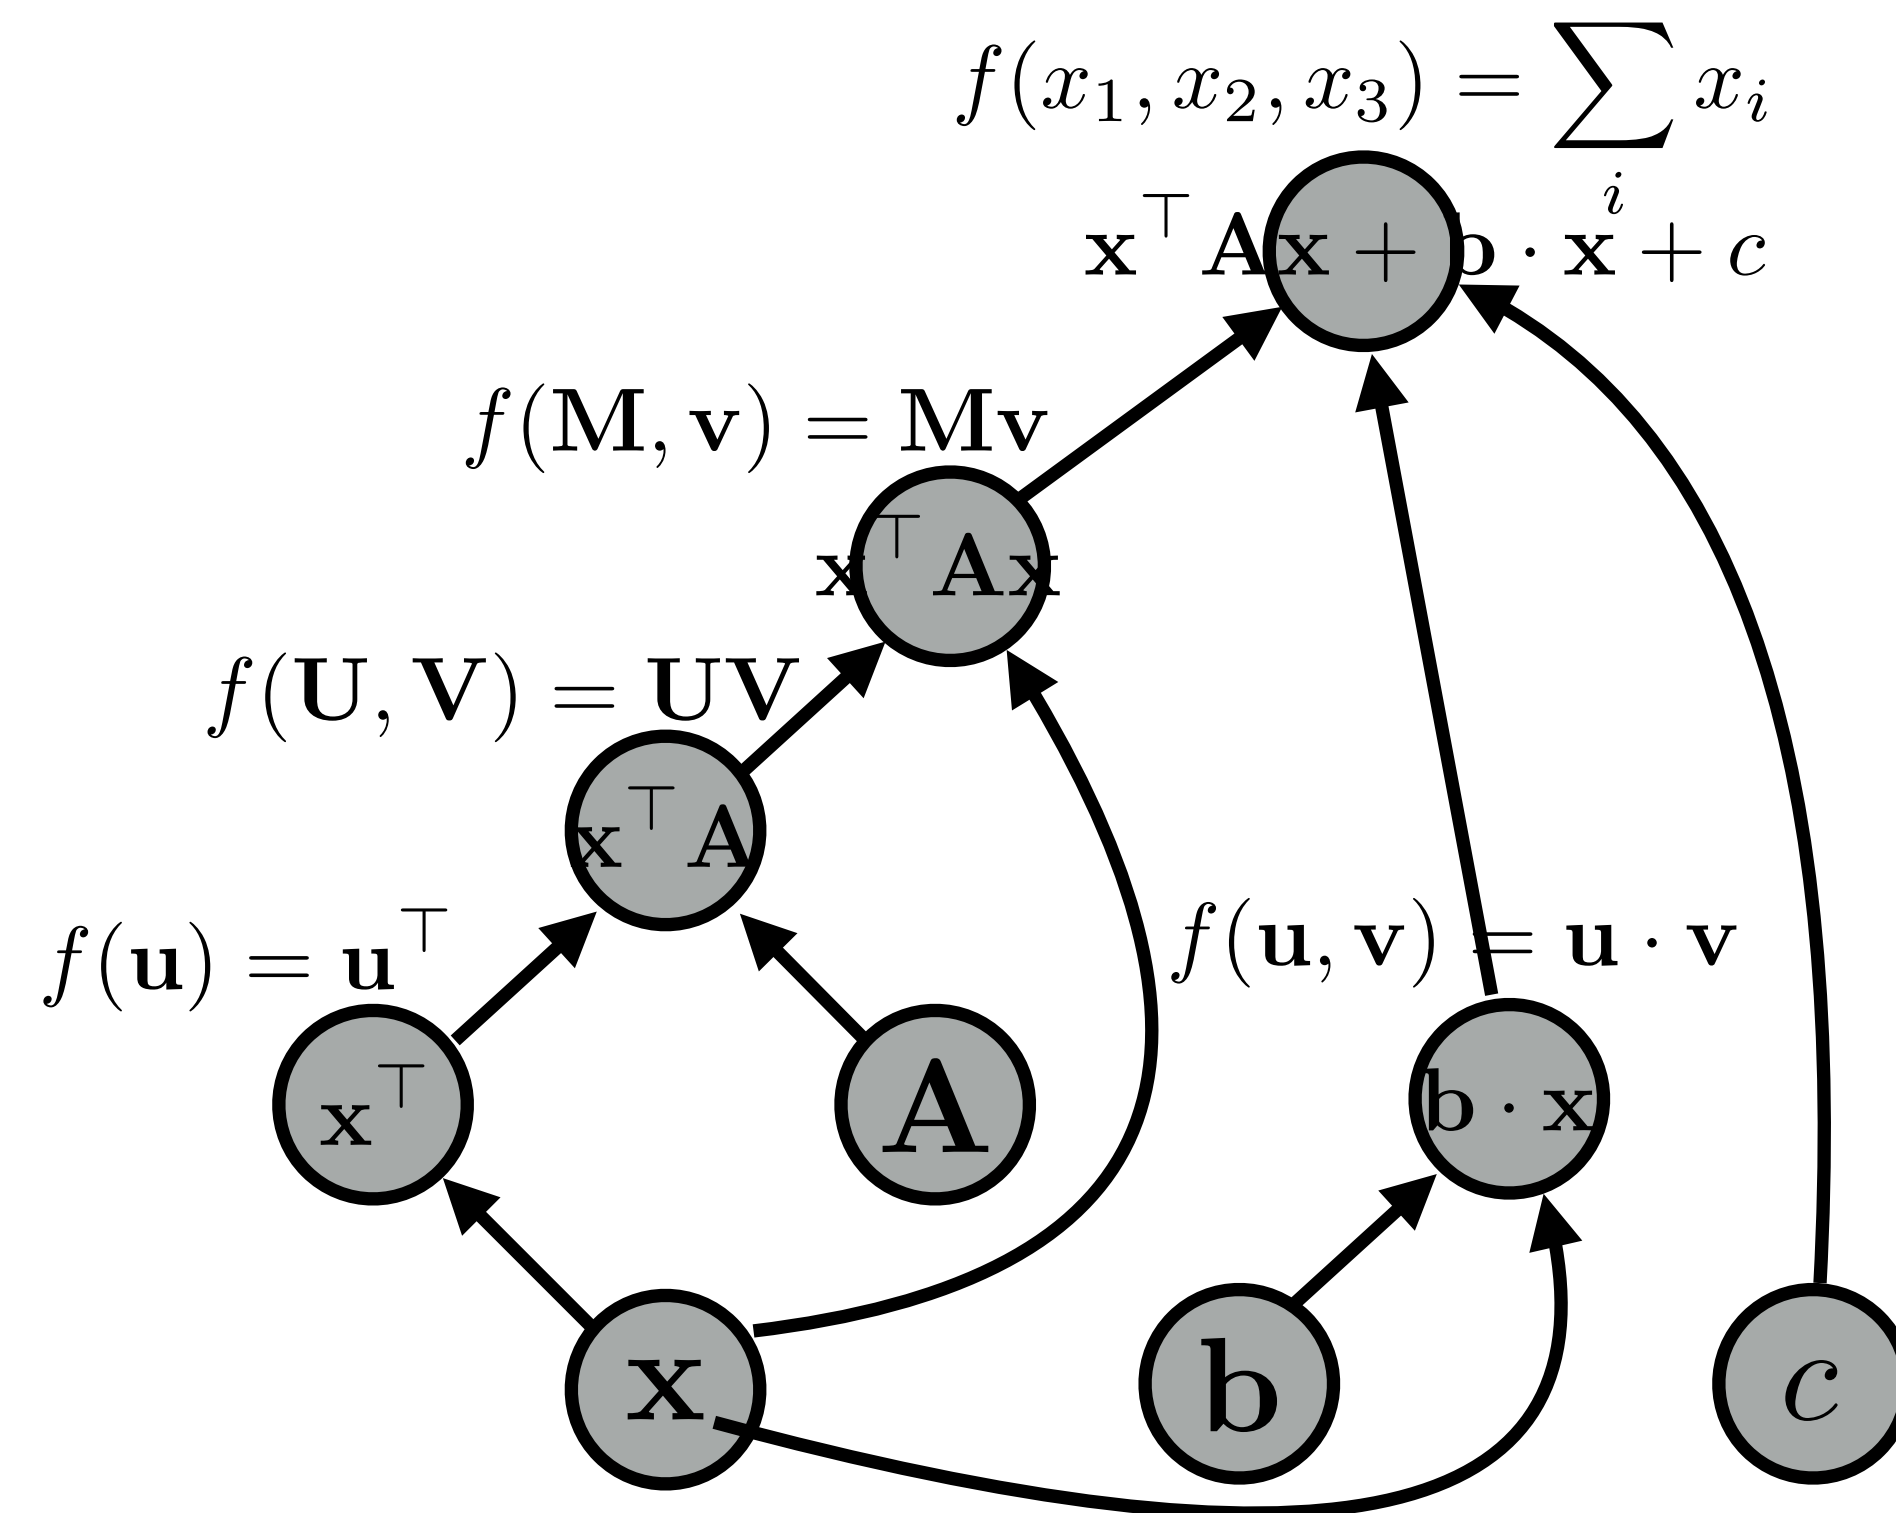 f(x₁, x₂, x₃) = ∑ᵢ xᵢ
x⊤Ax + b · x + c
f(M, v) = Mv
x⊤Ax
f(U, V) = UV
x⊤A
f(u) = u⊤
f(u, v) = u · v
x⊤
A
b · x
x
b
c